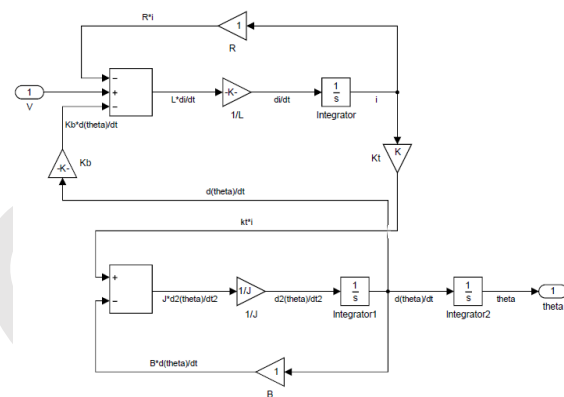 R*i
1
R
1
V
−
+
−
L*di/dt
-K-
1/L
di/dt
1
s
Integrator
i
Kb*d(theta)/dt
-K-
Kb
Kt
K
d(theta)/dt
kt*i
+
−
J*d2(theta)/dt2
1/J
1/J
d2(theta)/dt2
1
s
Integrator1
d(theta)/dt
1
s
Integrator2
theta
1
theta
B*d(theta)/dt
1
B